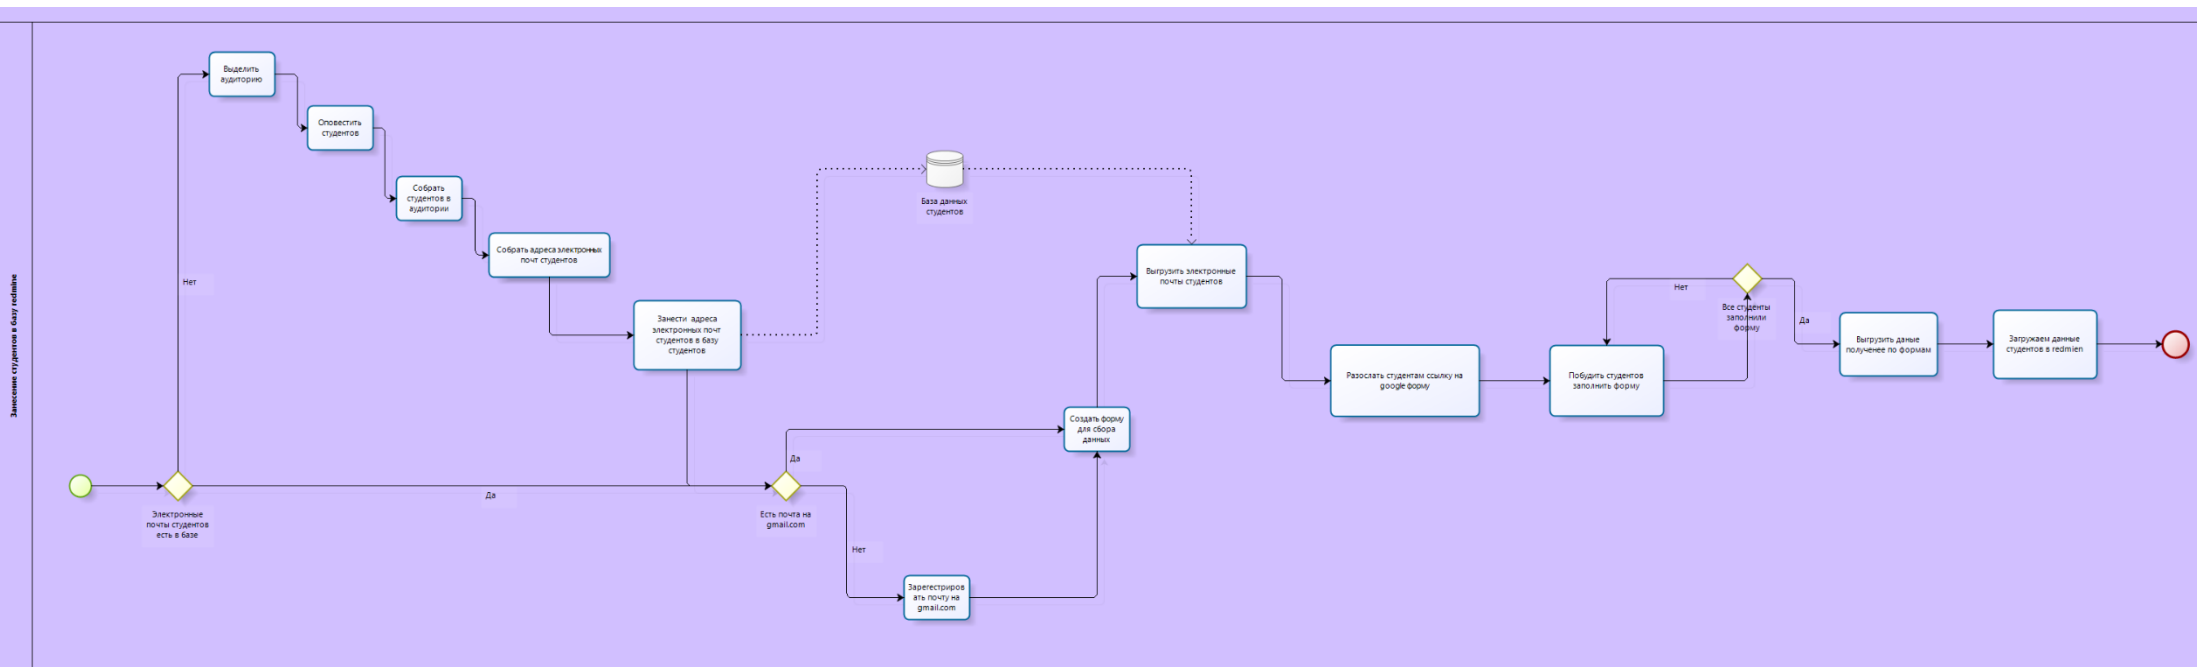 Занесение студентов в базу redmine
Выделить
аудиторию
Оповестить
студентов
Собрать
студентов в
аудитории
Собрать адреса электронных
почт студентов
Занести адреса
электронных почт
студентов в базу
студентов
База данных
студентов
Нет
Да
Электронные
почты студентов
есть в базе
Есть почта на
gmail.com
Да
Нет
Зарегестриров
ать почту на
gmail.com
Создать форму
для сбора
данных
Выгрузить электронные
почты студентов
Разослать студентам ссылку на
google форму
Побудить студентов
заполнить форму
Нет
Все студенты
заполнили
форму
Да
Выгрузить даные
полученее по формам
Загружаем данные
студентов в redmien